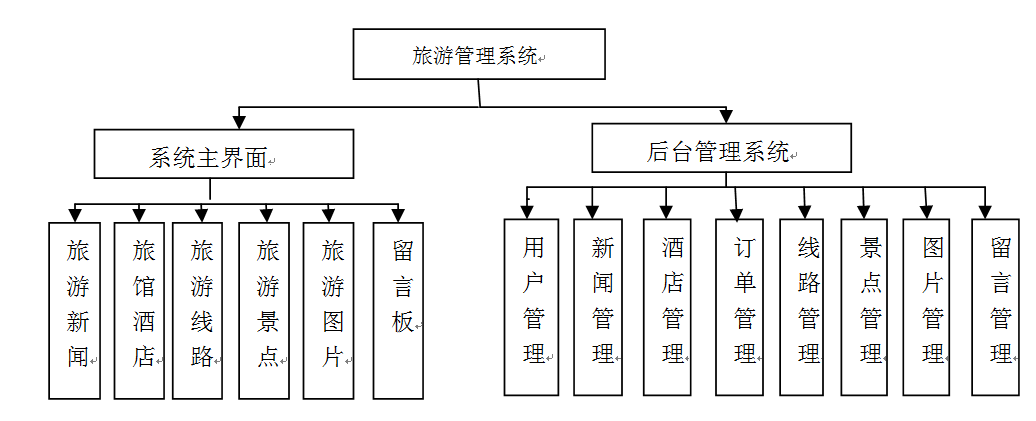 旅游管理系统
系统主界面
后台管理系统
旅游新闻
旅馆酒店
旅游线路
旅游景点
旅游图片
留言板
用户管理
新闻管理
酒店管理
订单管理
线路管理
景点管理
图片管理
留言管理